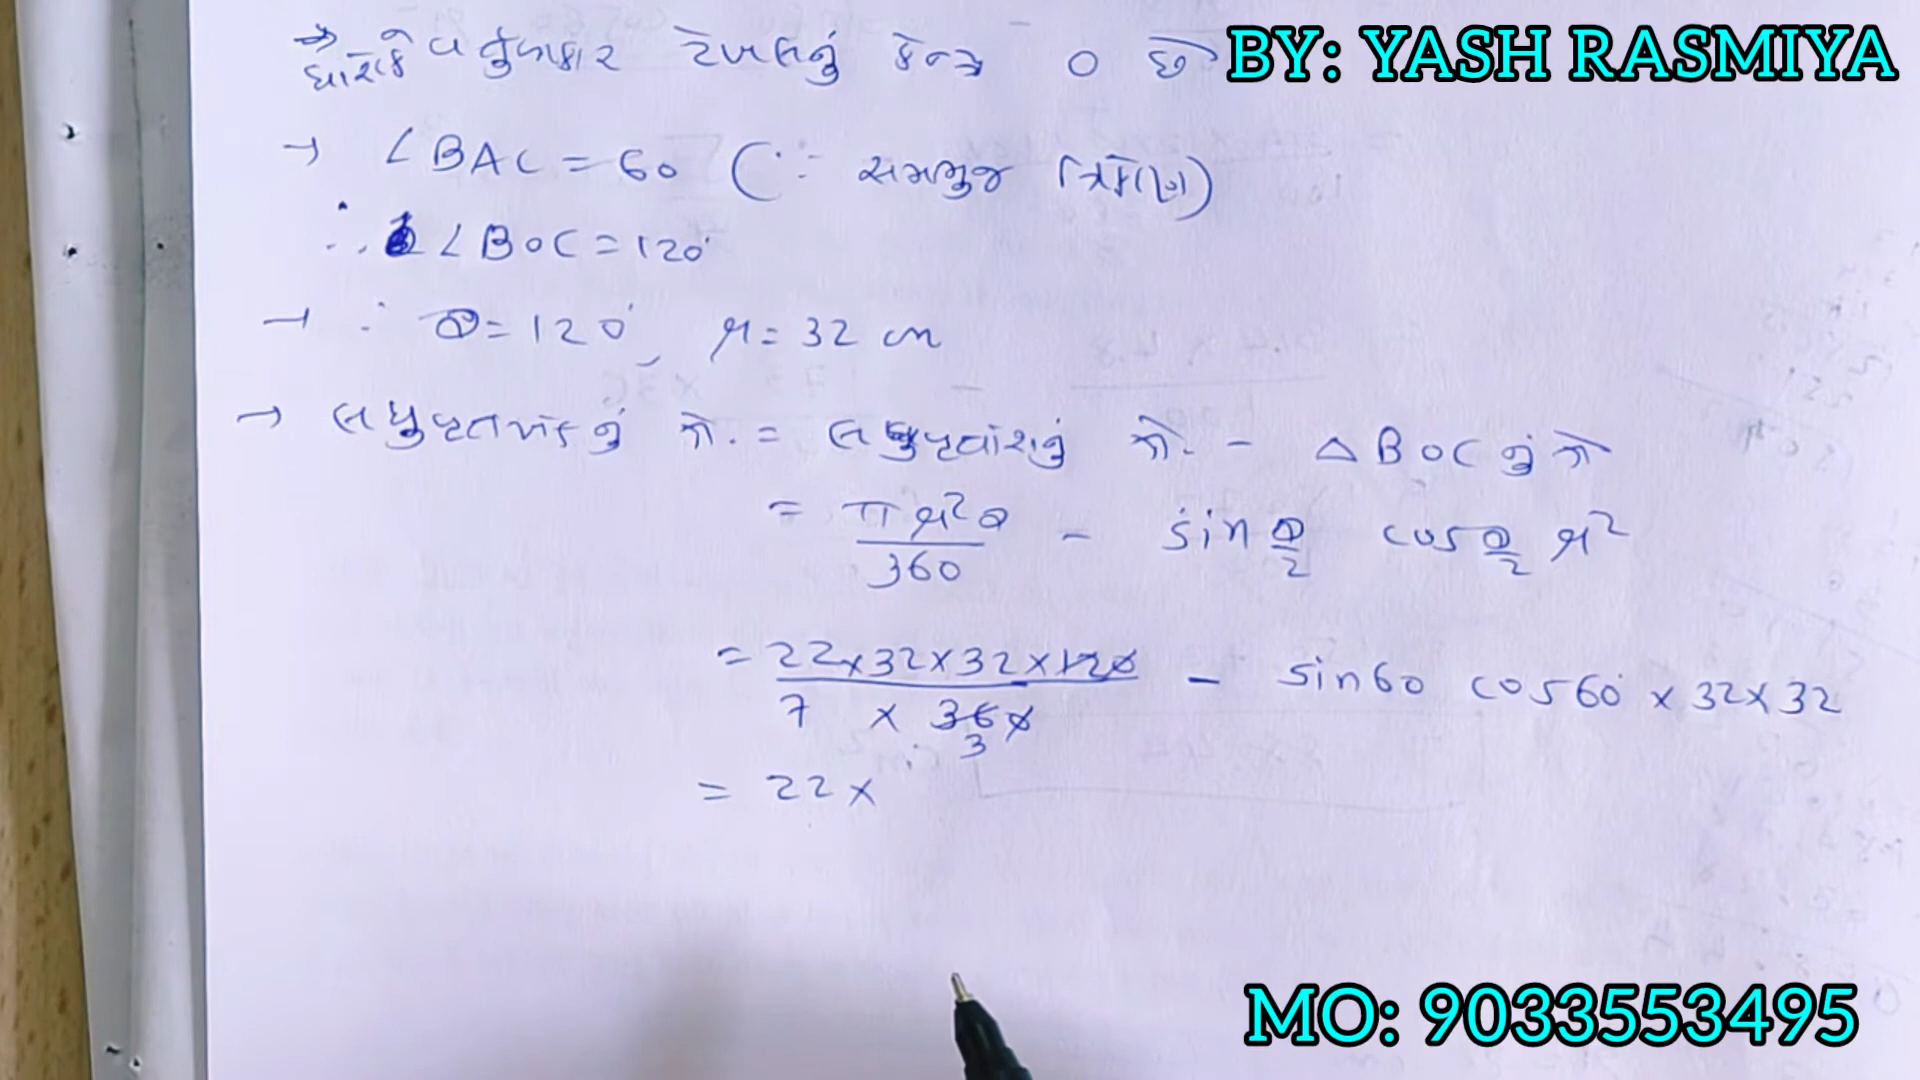 → ધારો કે વર્તુળાકાર ટેબલનું કેન્દ્ર O છે
BY: YASH RASMIYA
→ ∠BAC = 60 (∵ સમભુજ ત્રિકોણ)
∴ ∠BOC = 120°
→ ∴ θ = 120°, r = 32 cm
→ લઘુવૃતખંડનું ક્ષે. = લઘુવૃતાંશનું ક્ષે. - △BOC નું ક્ષે
= πr²θ/360 - sin θ/2 cos θ/2 r²
= 22×32×32×120/7 × 360 - sin60 cos60° × 32×32
3
= 22×
MO: 9033553495